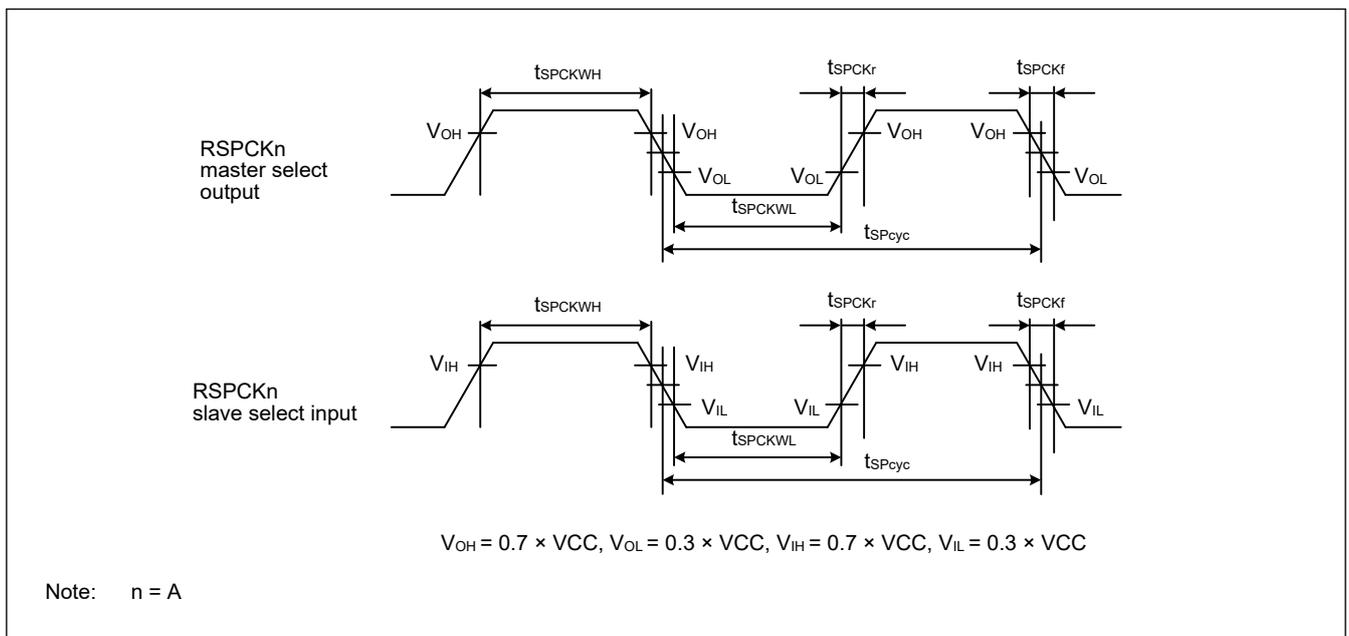 tSPCKWH
tSPCKr
tSPCKf
RSPCKn
master select
output
VOH
VOH
VOL
VOL
VOH
VOH
VOL
tSPCKWL
tSPcyc
tSPCKWH
tSPCKr
tSPCKf
RSPCKn
slave select input
VIH
VIH
VIL
VIL
VIH
VIH
VIL
tSPCKWL
tSPcyc
VOH = 0.7 × VCC, VOL = 0.3 × VCC, VIH = 0.7 × VCC, VIL = 0.3 × VCC
Note: n = A